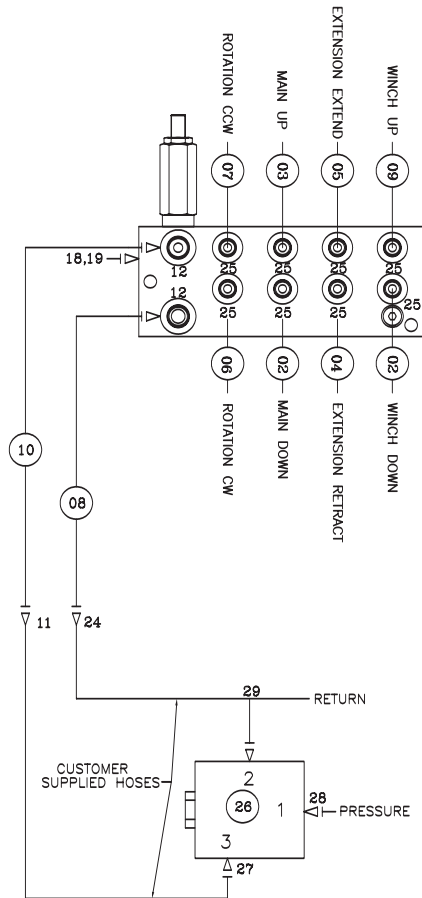 ROTATION CCW
MAIN UP
EXTENSION EXTEND
WINCH UP
07
03
05
09
18,19
12
25
25
25
25
12
25
25
25
25
06
02
04
02
ROTATION CW
MAIN DOWN
EXTENSION RETRACT
WINCH DOWN
10
08
11
24
29
RETURN
CUSTOMER
SUPPLIED HOSES
2
26
1
28
PRESSURE
3
27